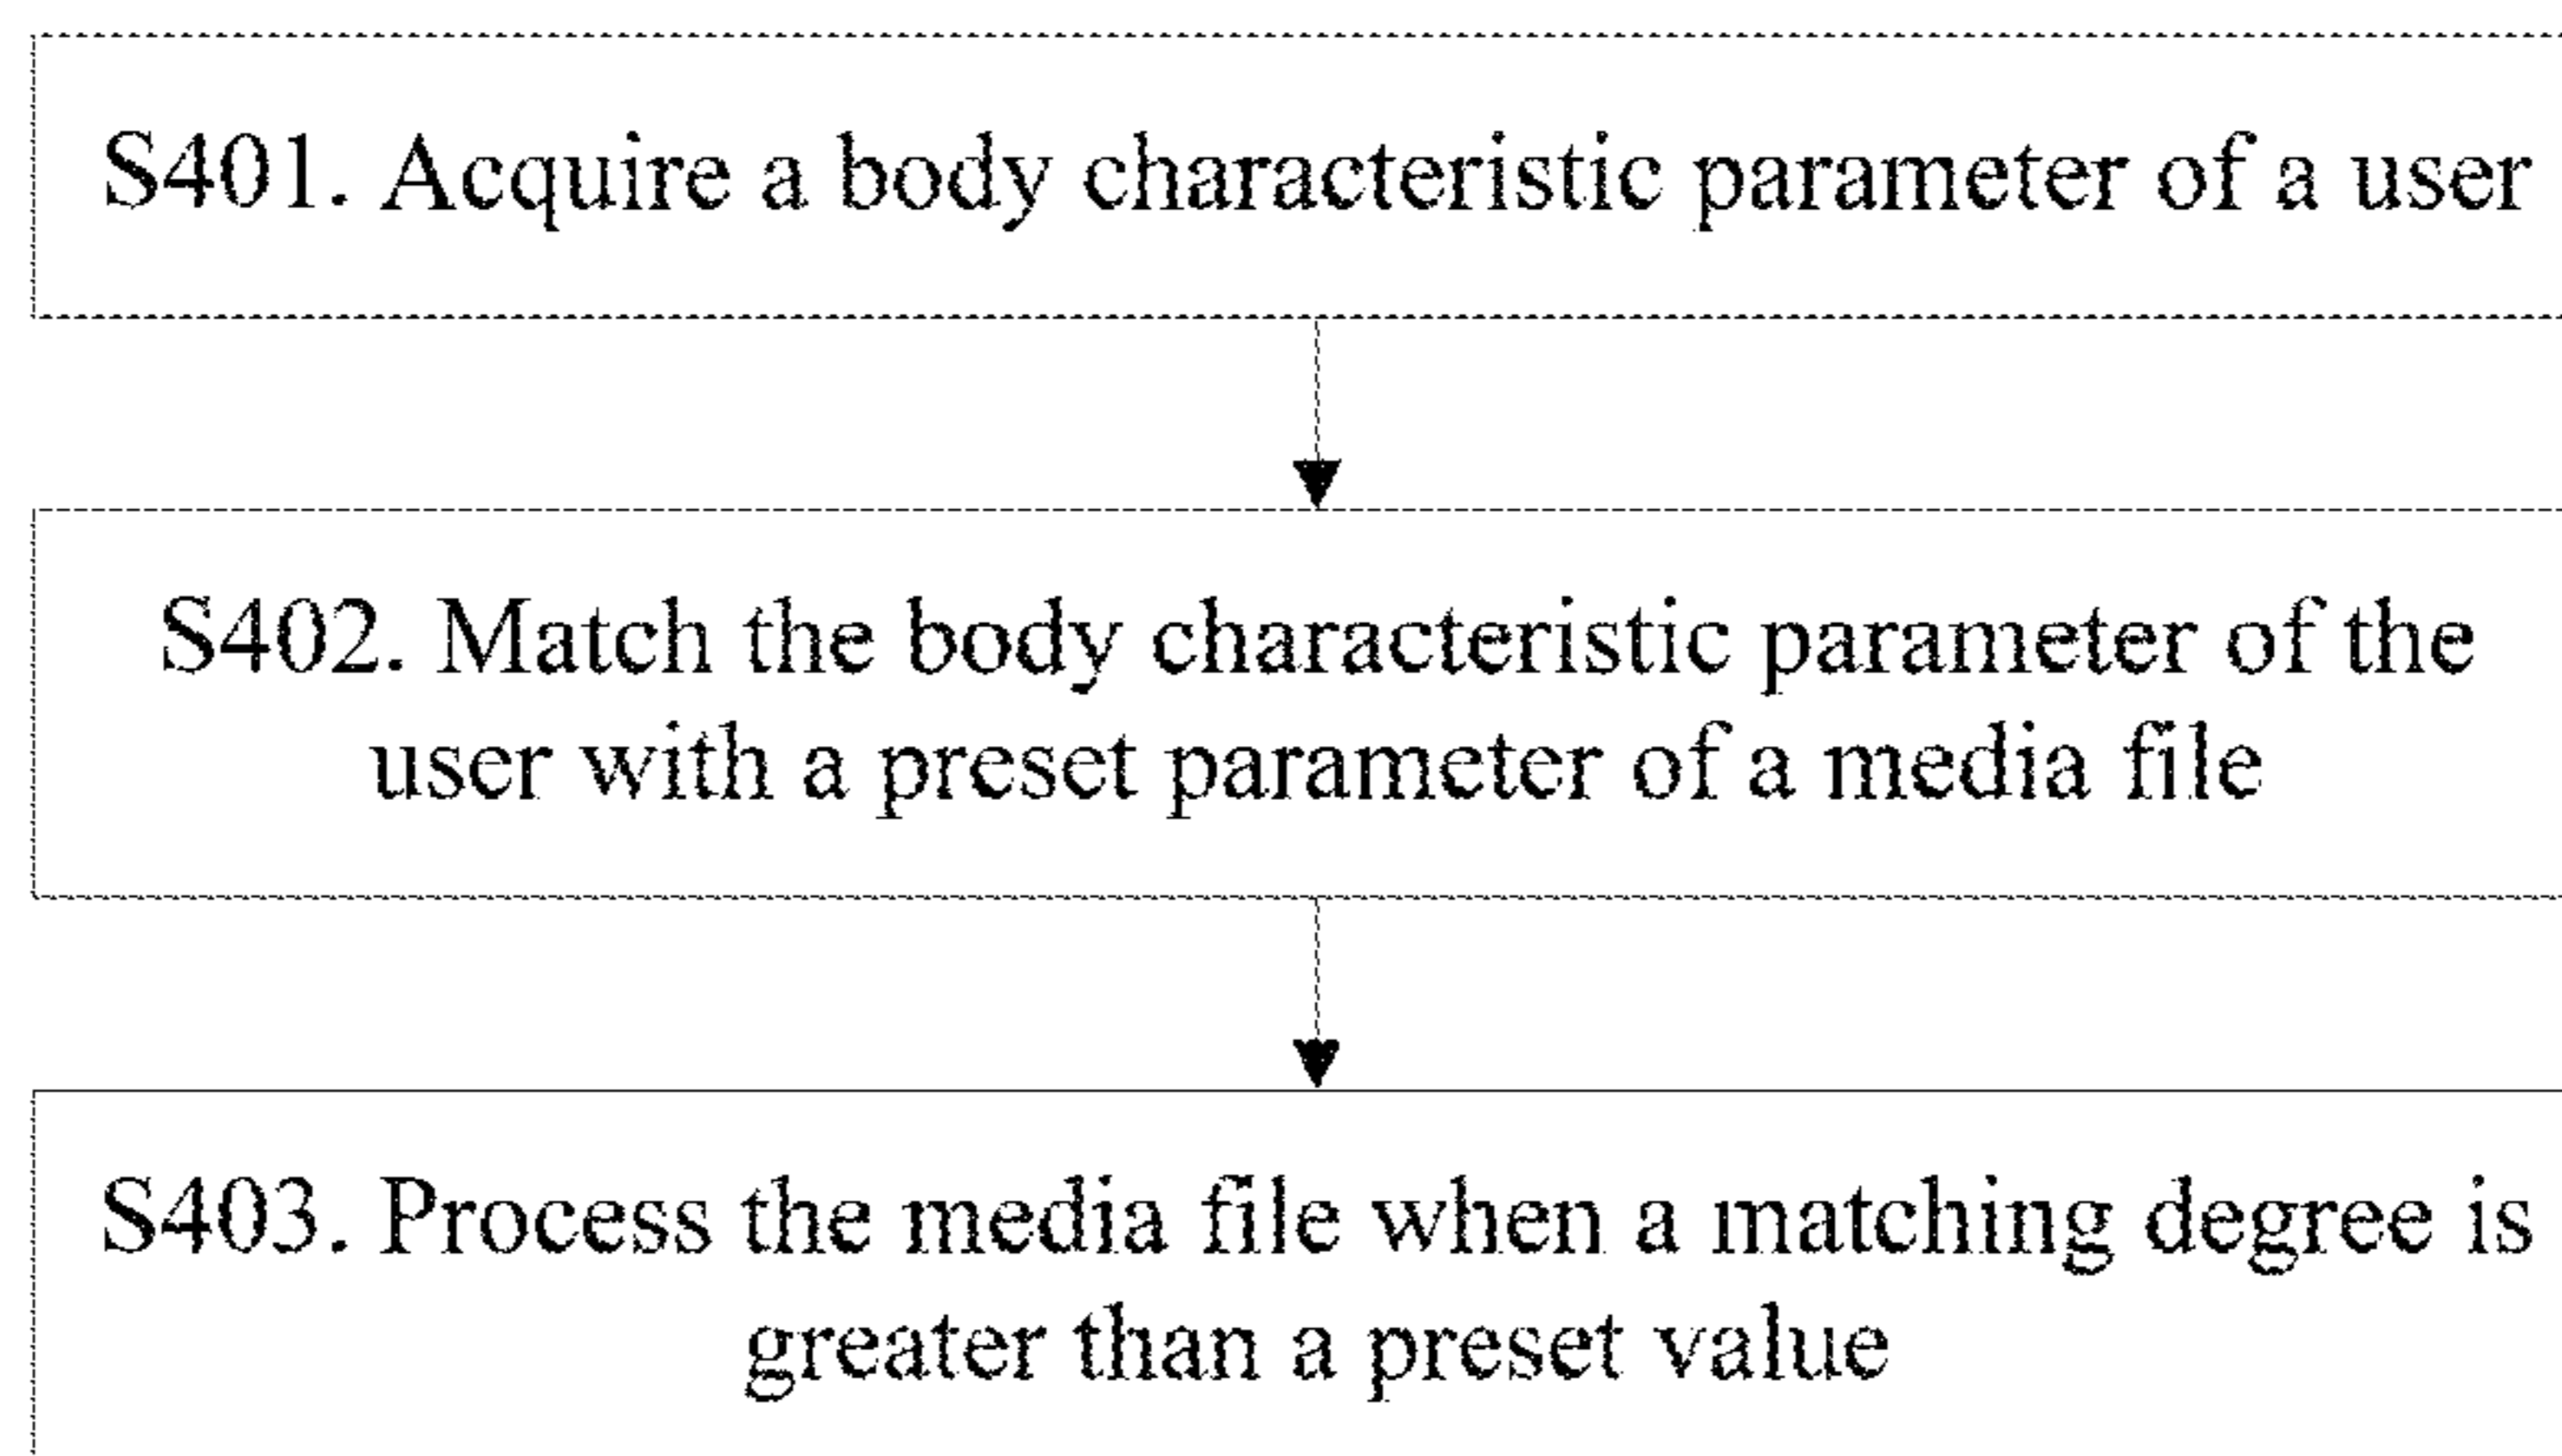 S401. Acquire a body characteristic parameter of a user
S402. Match the body characteristic parameter of the
user with a preset parameter of a media file
S403. Process the media file when a matching degree is
greater than a preset value